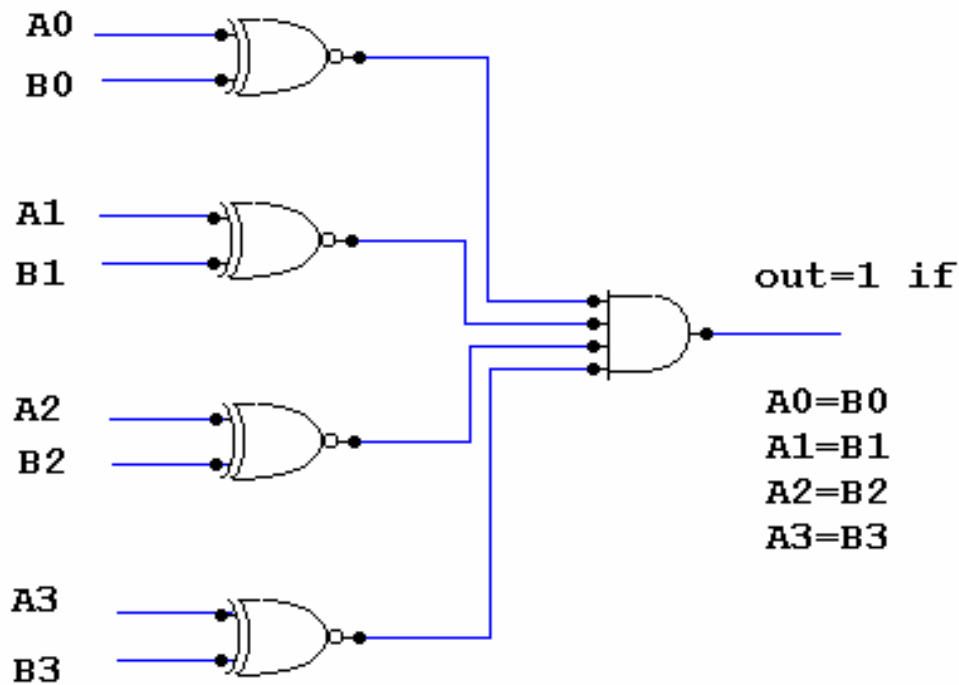 A0
B0
A1
B1
out=1 if
A2
B2
A0=B0
A1=B1
A2=B2
A3=B3
A3
B3